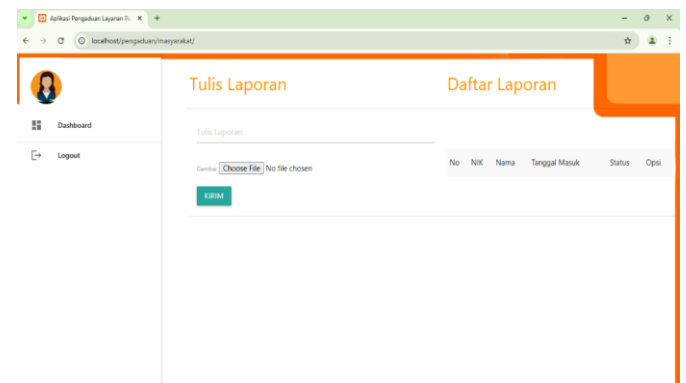 Aplikasi Pengaduan Layanan Po
localhost/pengaduan/masyarakat/
Dashboard
Logout
Tulis Laporan
Tulis Laporan
Gambar Choose File No file chosen
KIRIM
Daftar Laporan
No NIK Nama Tanggal Masuk Status Opsi